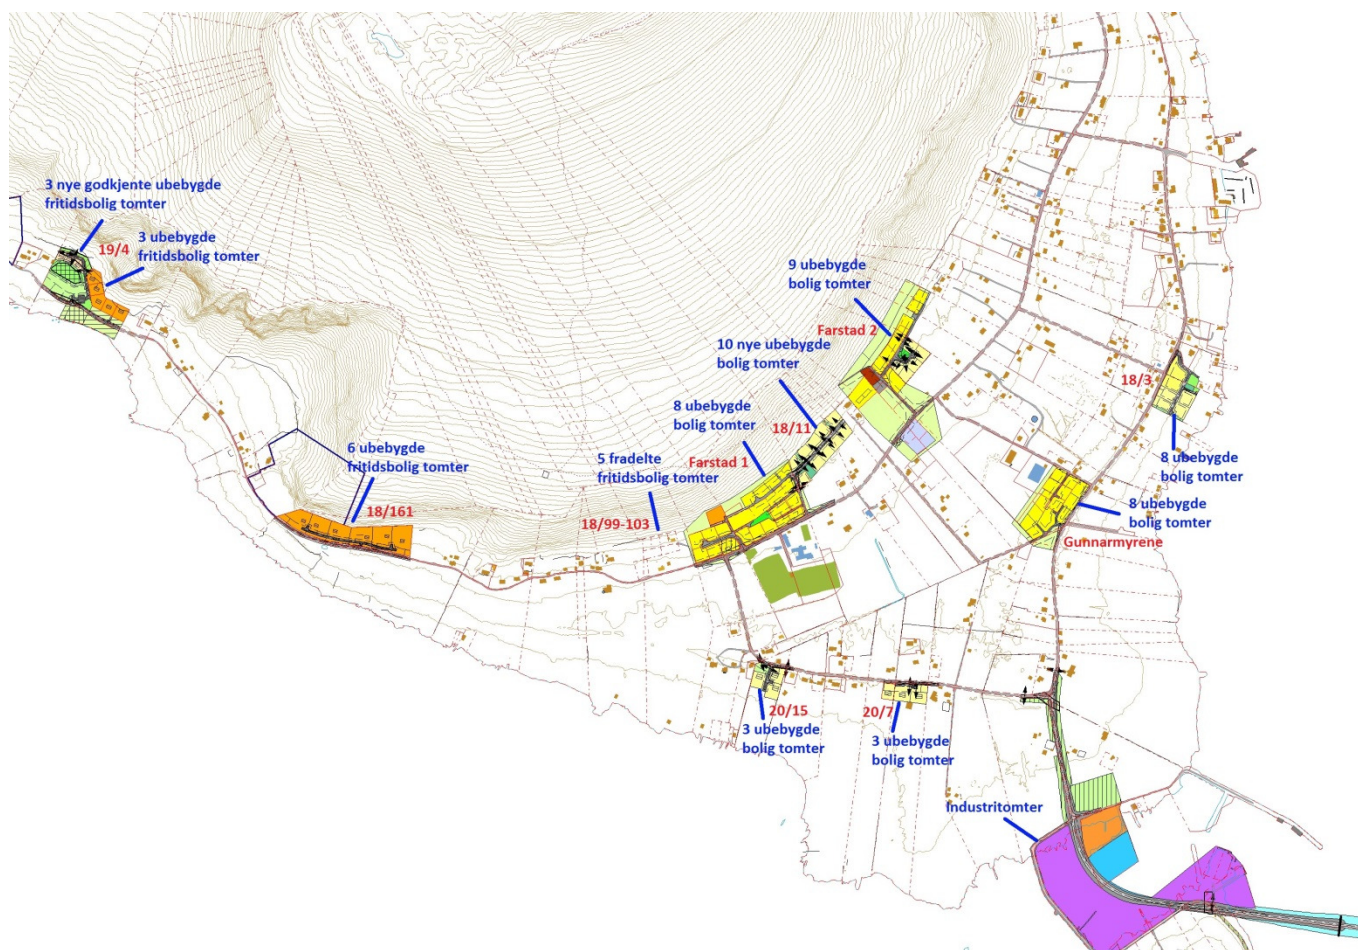 3 nye godkjente ubebygde
fritidsbolig tomter
19/4
3 ubebygde
fritidsbolig tomter
9 ubebygde
bolig tomter
Farstad 2
10 nye ubebygde
bolig tomter
18/3
8 ubebygde
bolig tomter
18/11
6 ubebygde
fritidsbolig tomter
5 fradelte
fritidsbolig tomter
Farstad 1
8 ubebygde
bolig tomter
18/161
18/99-103
8 ubebygde
bolig tomter
Gunnarmyrene
20/15
3 ubebygde
bolig tomter
20/7
3 ubebygde
bolig tomter
Industritomter